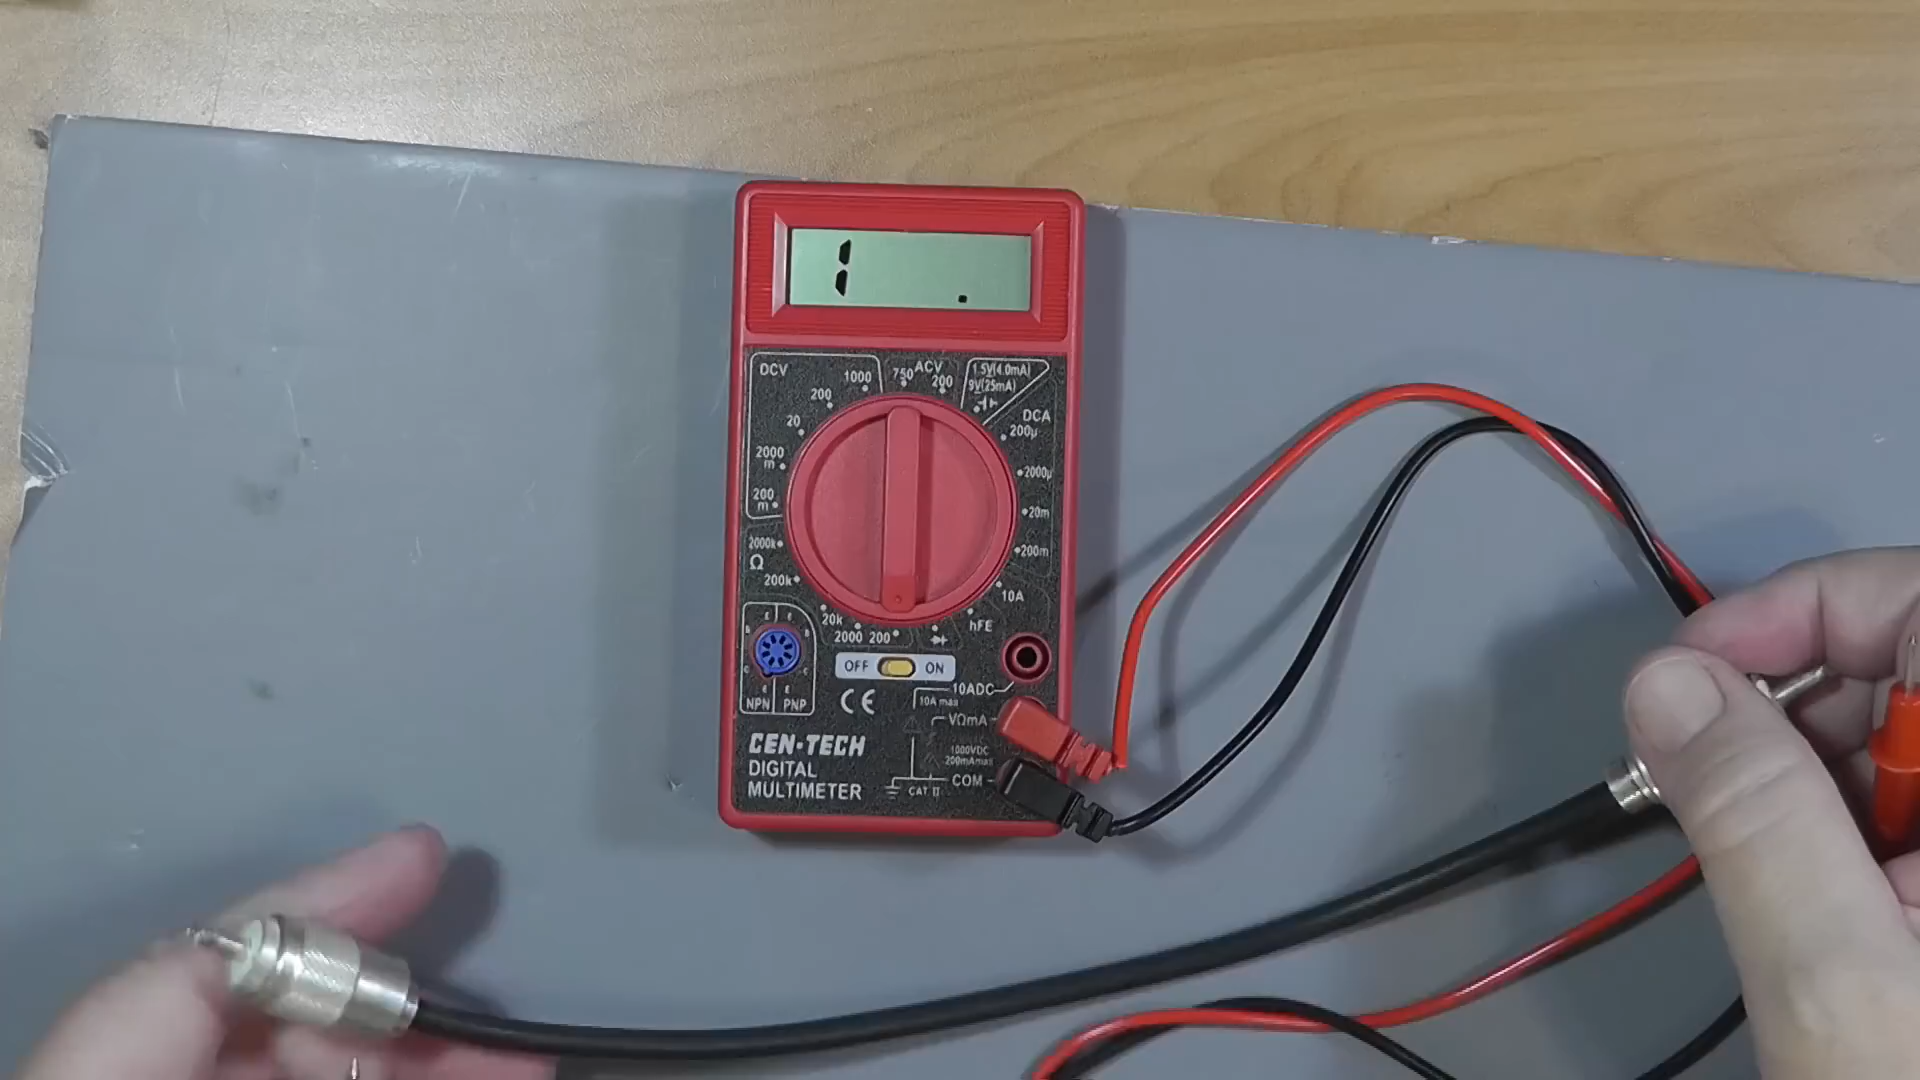 1 .
DCV
1000
750 ACV
200
1.5V(4.0mA)
9V(25mA)
200
20
2000
m
200
m
DCA
200µ
2000µ
20m
200m
10A
2000k
Ω
200k
20k
2000
200
hFE
OFF
ON
E
E
B
B
C
C
E
E
NPN
PNP
CE
10ADC
10A max
VΩmA
1000VDC
200mAmax
COM
CAT II
CEN-TECH
DIGITAL
MULTIMETER